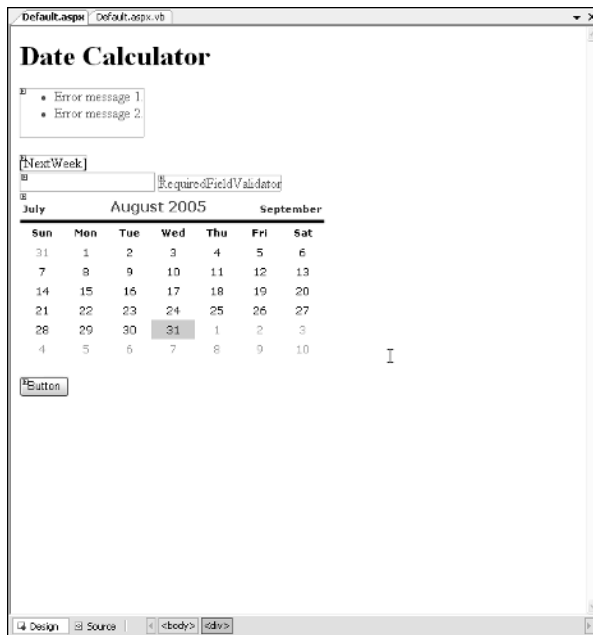 Default.aspx Default.aspx.vb
Date Calculator
• Error message 1.
• Error message 2.
[NextWeek]
RequiredFieldValidator
July August 2005 September
Sun Mon Tue Wed Thu Fri Sat
31 1 2 3 4 5 6
7 8 9 10 11 12 13
14 15 16 17 18 19 20
21 22 23 24 25 26 27
28 29 30 31 1 2 3
4 5 6 7 8 9 10
Button
Design Source <body> <div>